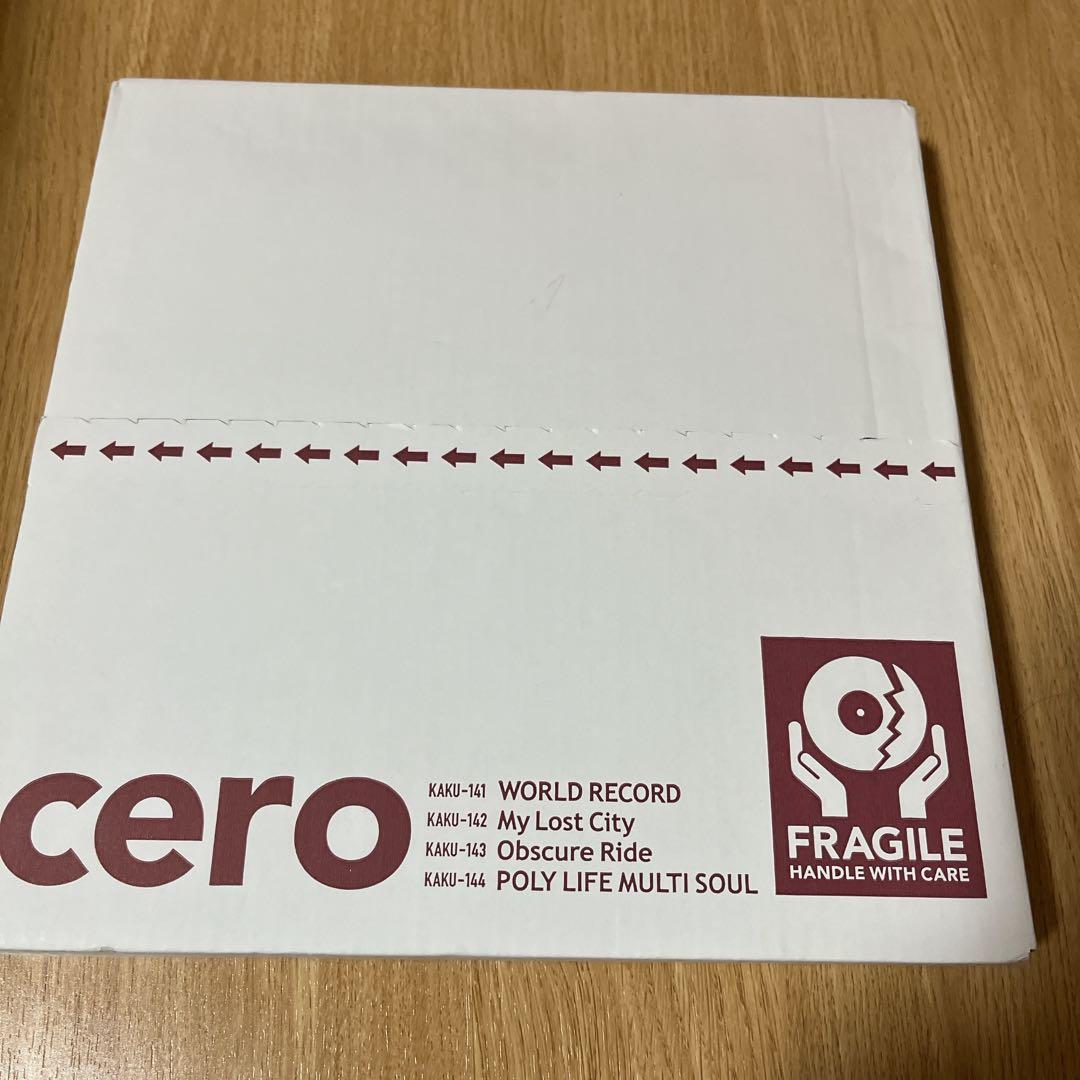 cero
KAKU-141 WORLD RECORD
KAKU-142 My Lost City
KAKU-143 Obscure Ride
KAKU-144 POLY LIFE MULTI SOUL
FRAGILE
HANDLE WITH CARE